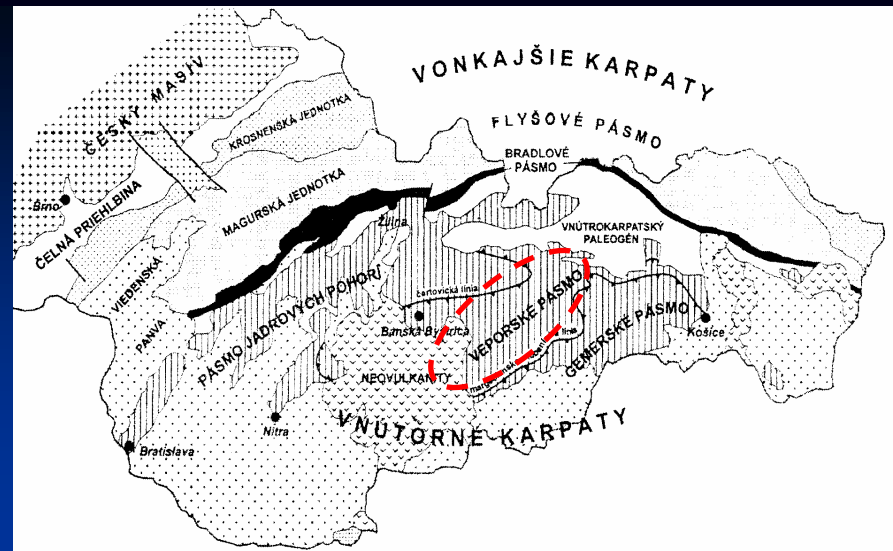 VONKAJŠIE KARPATY
FLYŠOVÉ PÁSMO
ČESKÝ MASÍV
KROSNENSKÁ JEDNOTKA
BRADLOVÉ
PÁSMO
Brno
ČELNÁ PRIEHLBINA
MAGURSKÁ JEDNOTKA
Žilina
VNÚTROKARPATSKÝ
PALEOGÉN
VIEDENSKÁ
PANVA
PÁSMO JADROVÝCH POHORÍ
čertovická línia
Banská Bystrica
VEPORSKÉ PÁSMO
GEMERSKÉ PÁSMO
Košice
NEOVULKANITY
línia
Nitra
VNÚTORNÉ KARPATY
Bratislava